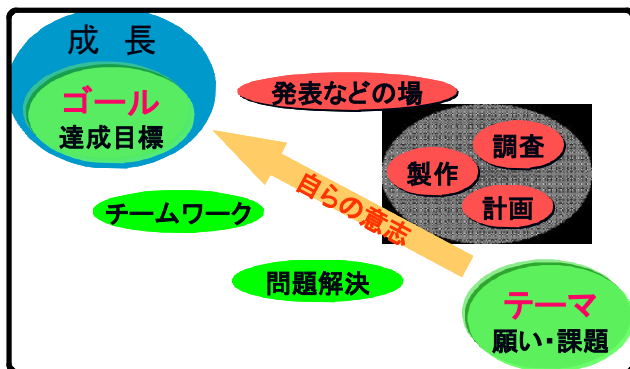 成 長
ゴール
達成目標
発表などの場
調査
製作
計画
自らの意志
チームワーク
問題解決
テーマ
願い・課題